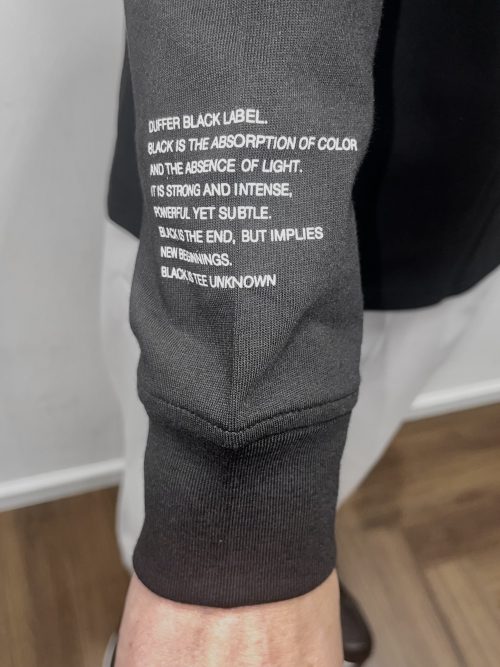 DUFFER BLACK LABEL.
BLACK IS THE ABSORPTION OF COLOR
AND THE ABSENCE OF LIGHT.
IT IS STRONG AND INTENSE,
POWERFUL YET SUBTLE.
BLACK IS THE END, BUT IMPLIES
NEW BEGINNINGS.
BLACK IS TEE UNKNOWN